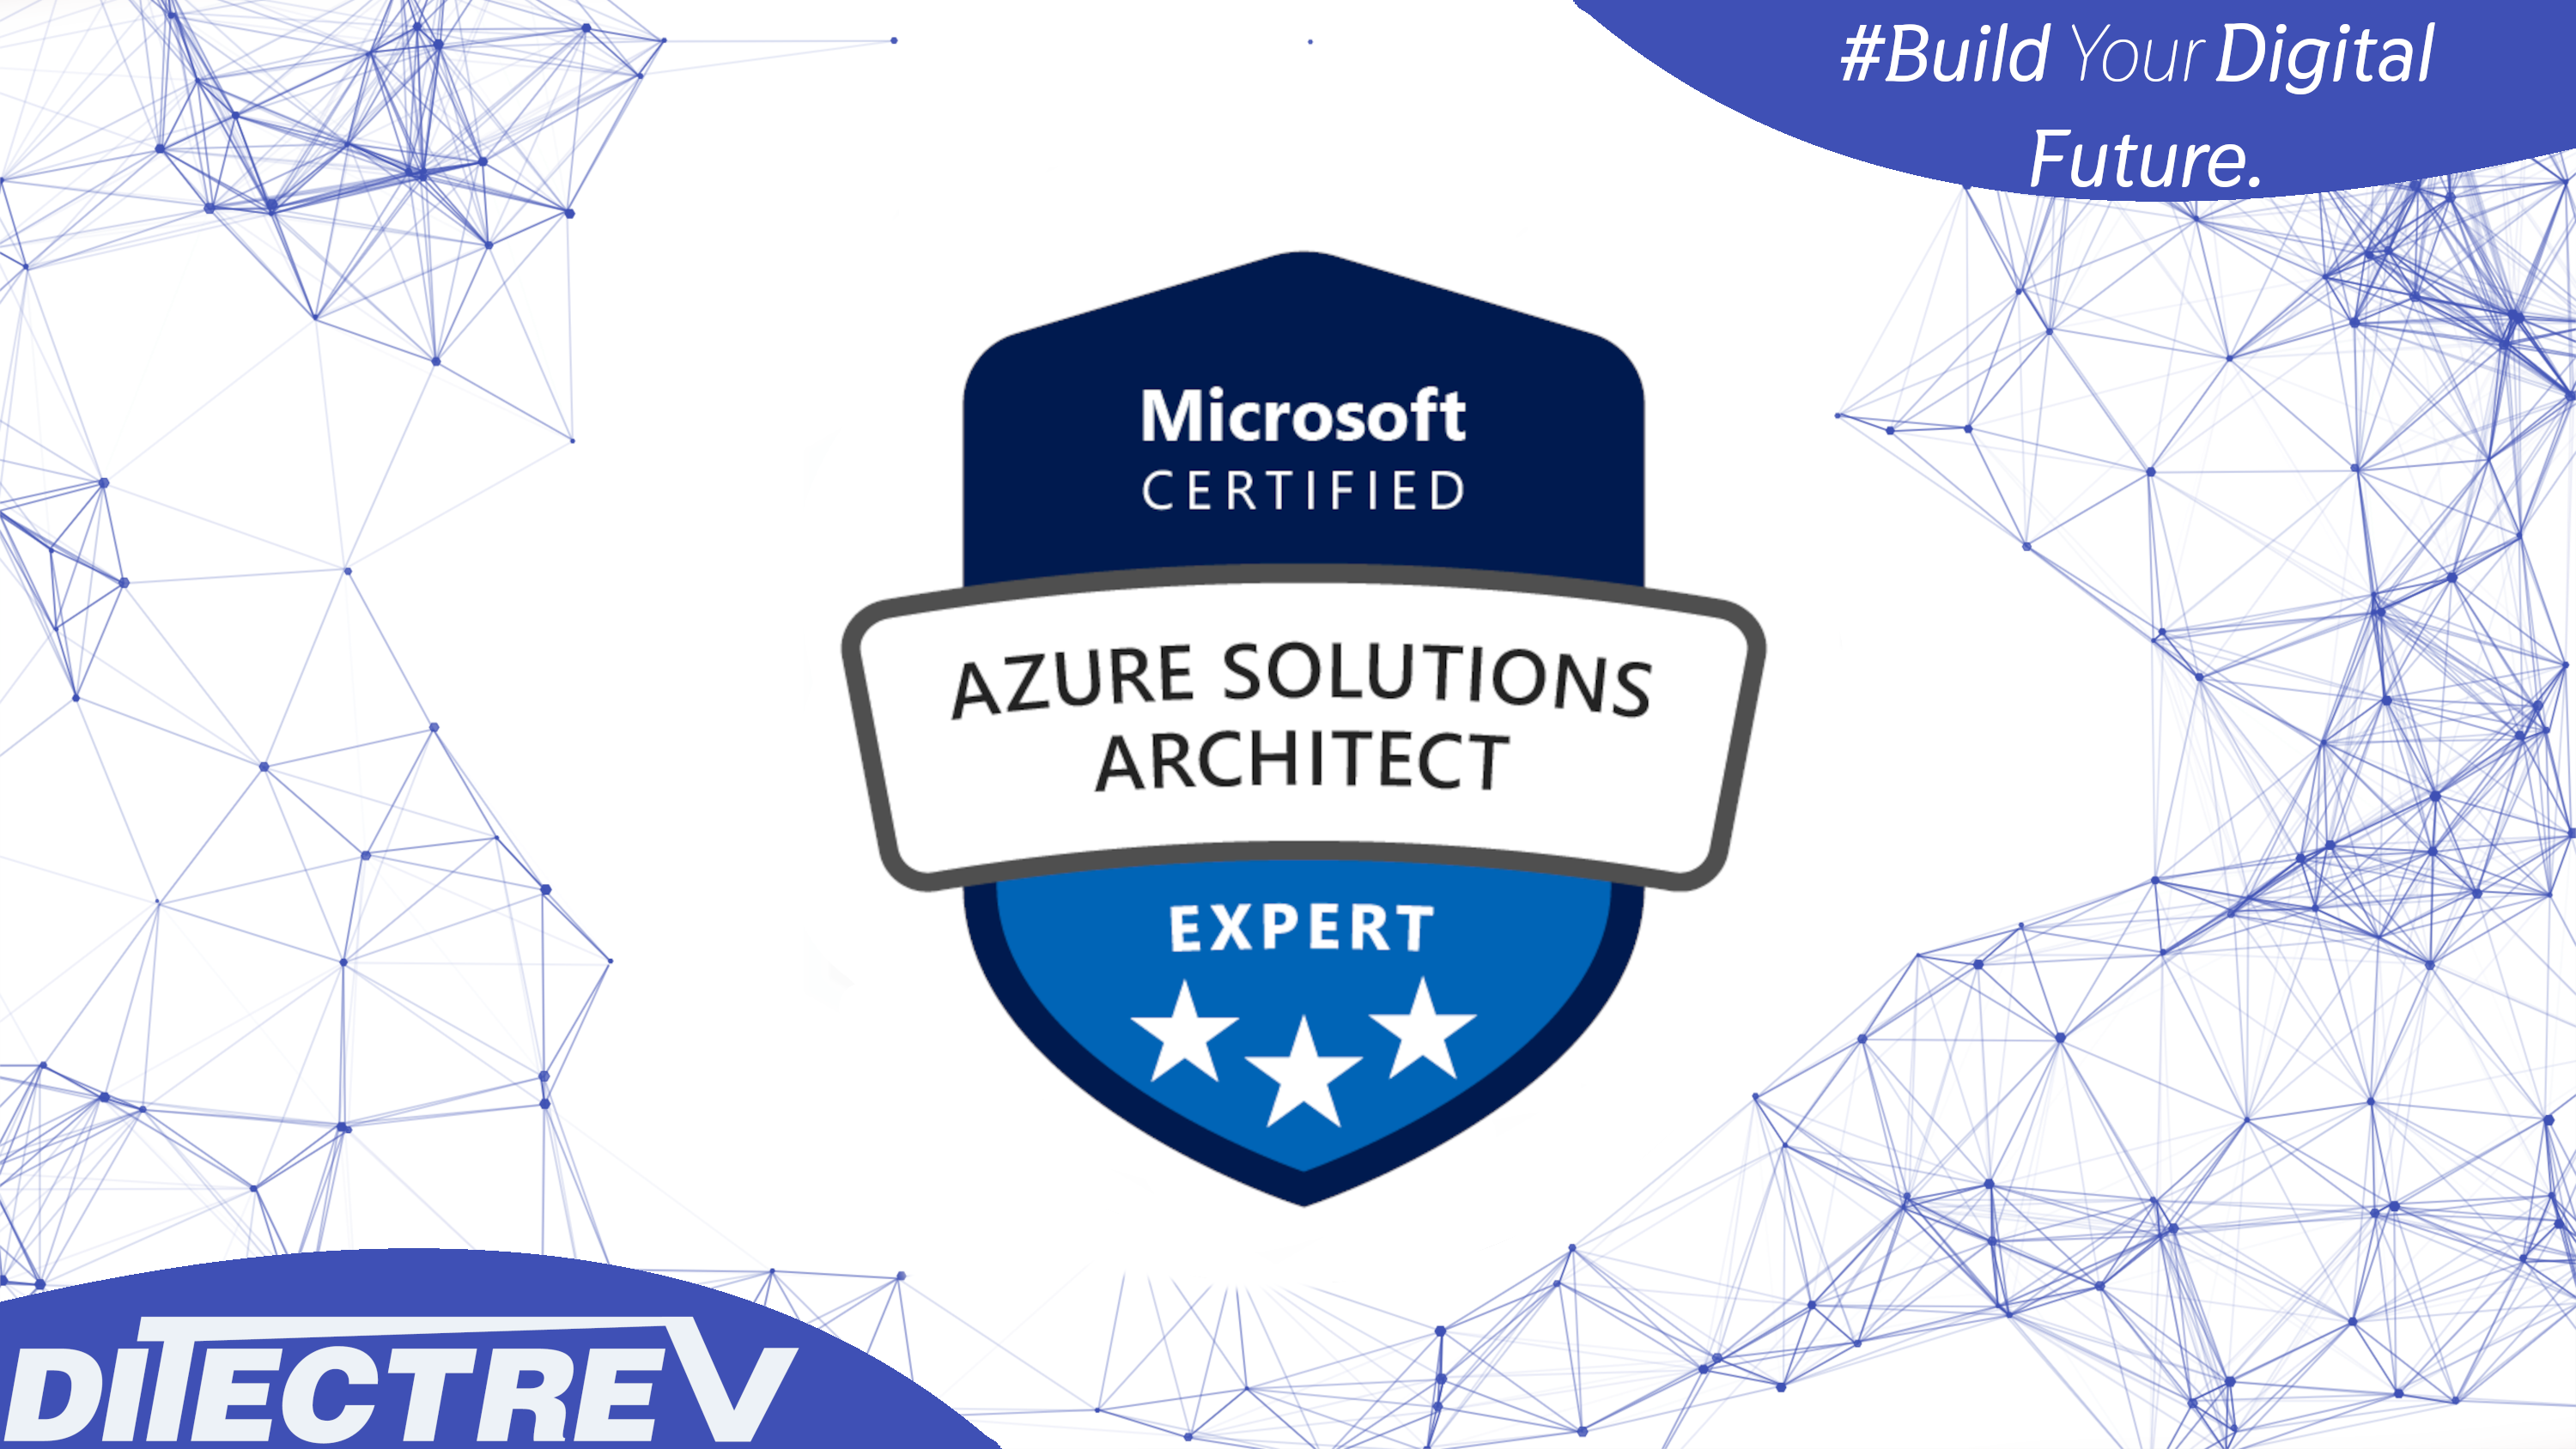 #Build Your Digital
Future.
Microsoft
CERTIFIED
AZURE SOLUTIONS
ARCHITECT
EXPERT
DITECTREV